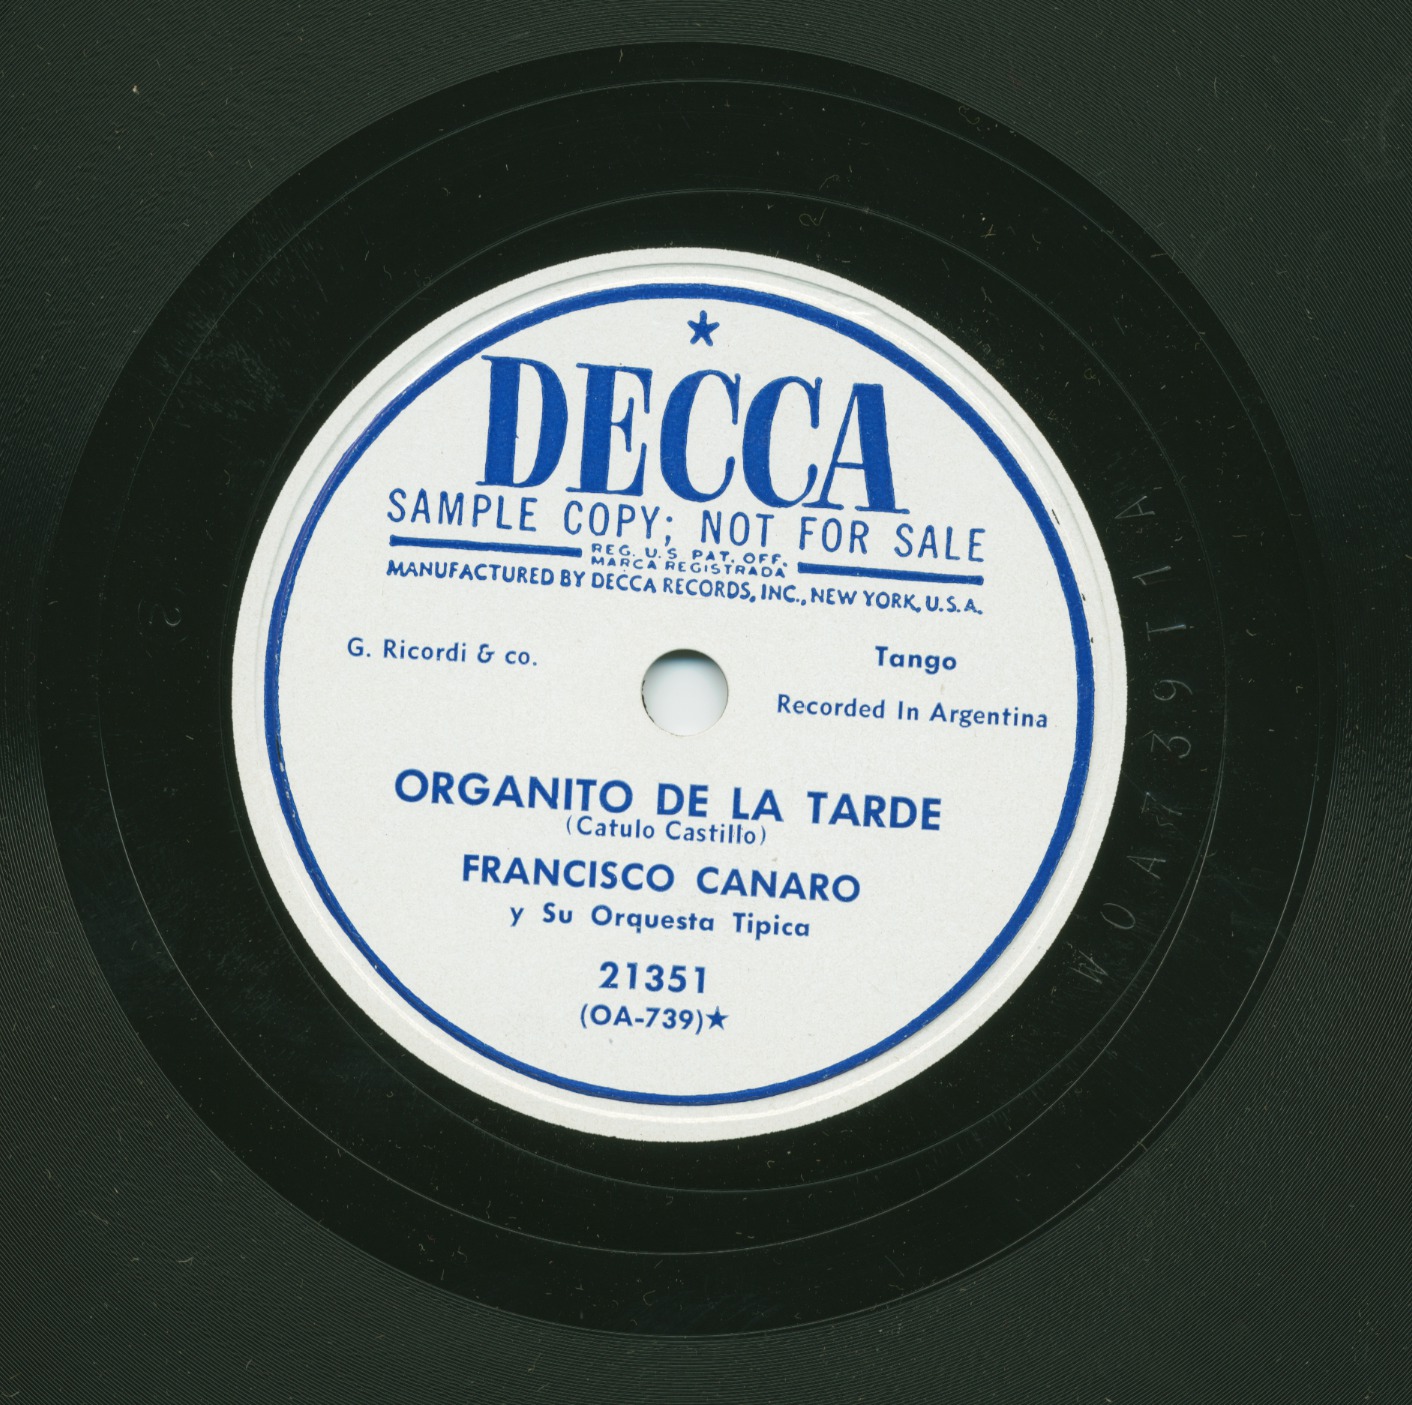 ★
DECCA
SAMPLE COPY; NOT FOR SALE
REG. U.S. PAT. OFF.
MARCA REGISTRADA
MANUFACTURED BY DECCA RECORDS, INC., NEW YORK, U.S.A.
G. Ricordi & co.
Tango
Recorded In Argentina
ORGANITO DE LA TARDE
(Catulo Castillo)
FRANCISCO CANARO
y Su Orquesta Tipica
21351
(OA-739)★